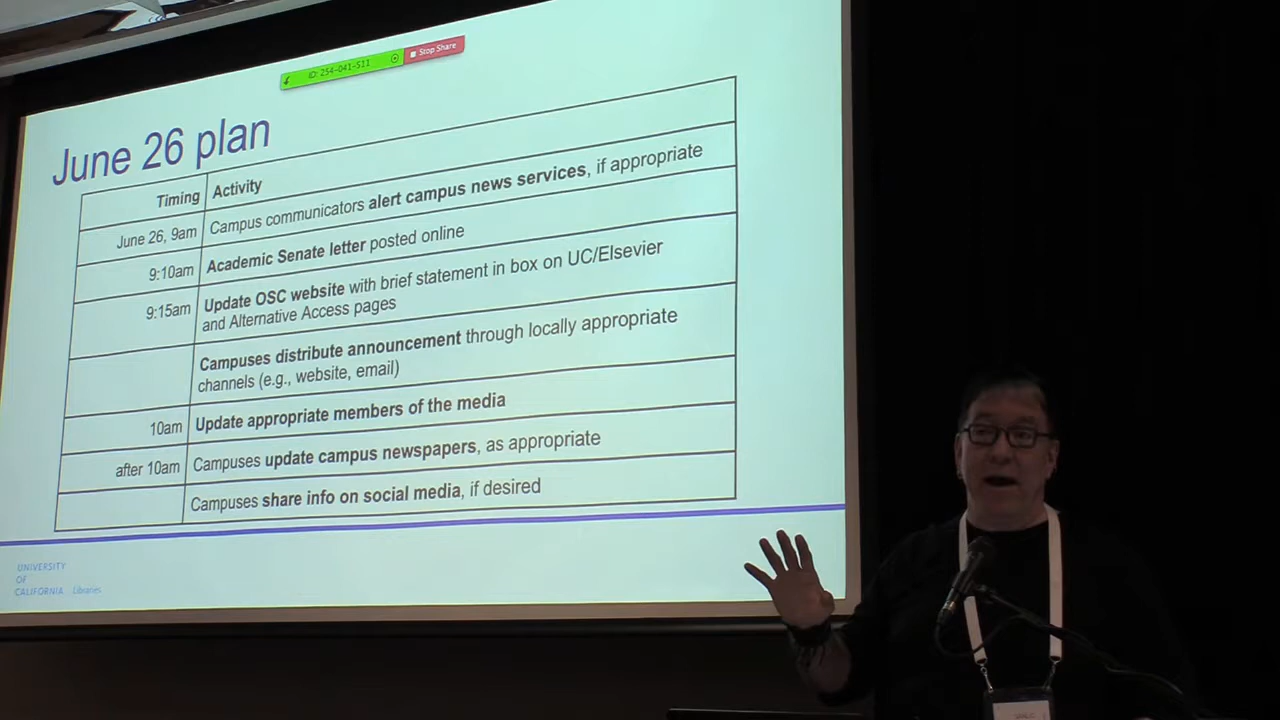 ID: 254-041-511 Stop Share
June 26 plan
Timing Activity
June 26, 9am Campus communicators alert campus news services, if appropriate
9:10am Academic Senate letter posted online
9:15am Update OSC website with brief statement in box on UC/Elsevier
and Alternative Access pages
Campuses distribute announcement through locally appropriate
channels (e.g., website, email)
10am Update appropriate members of the media
after 10am Campuses update campus newspapers, as appropriate
Campuses share info on social media, if desired
UNIVERSITY
OF
CALIFORNIA Libraries